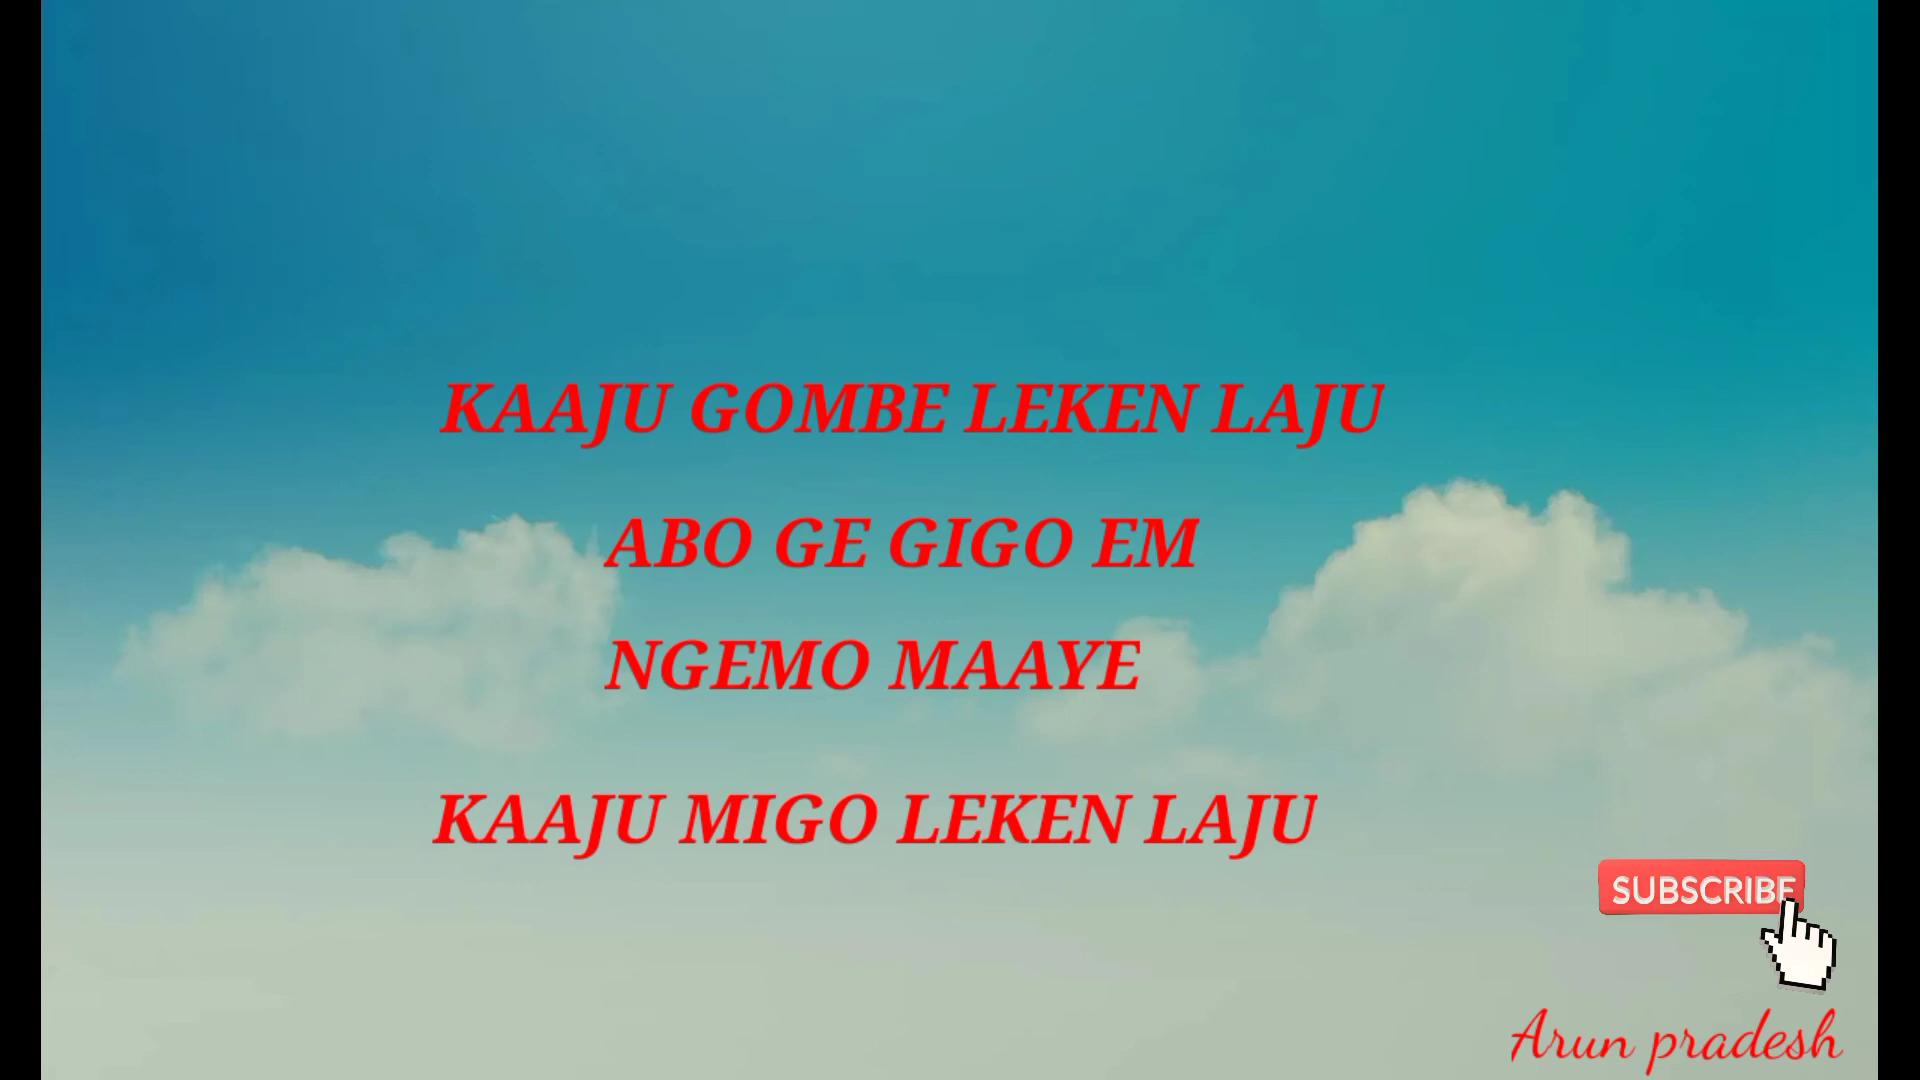 KAAJU GOMBE LEKEN LAJU
ABO GE GIGO EM
NGEMO MAAYE
KAAJU MIGO LEKEN LAJU
SUBSCRIBE
Arun pradesh